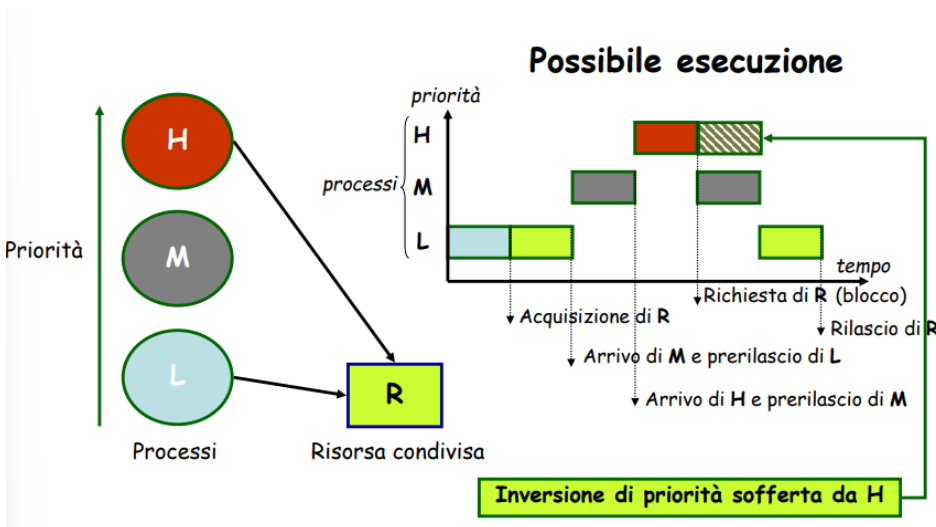 Possibile esecuzione
priorità
H
processi
M
L
tempo
Richiesta di R (blocco)
Acquisizione di R
Rilascio di R
Arrivo di M e prerilascio di L
Arrivo di H e prerilascio di M
Priorità
H
M
L
R
Processi
Risorsa condivisa
Inversione di priorità sofferta da H